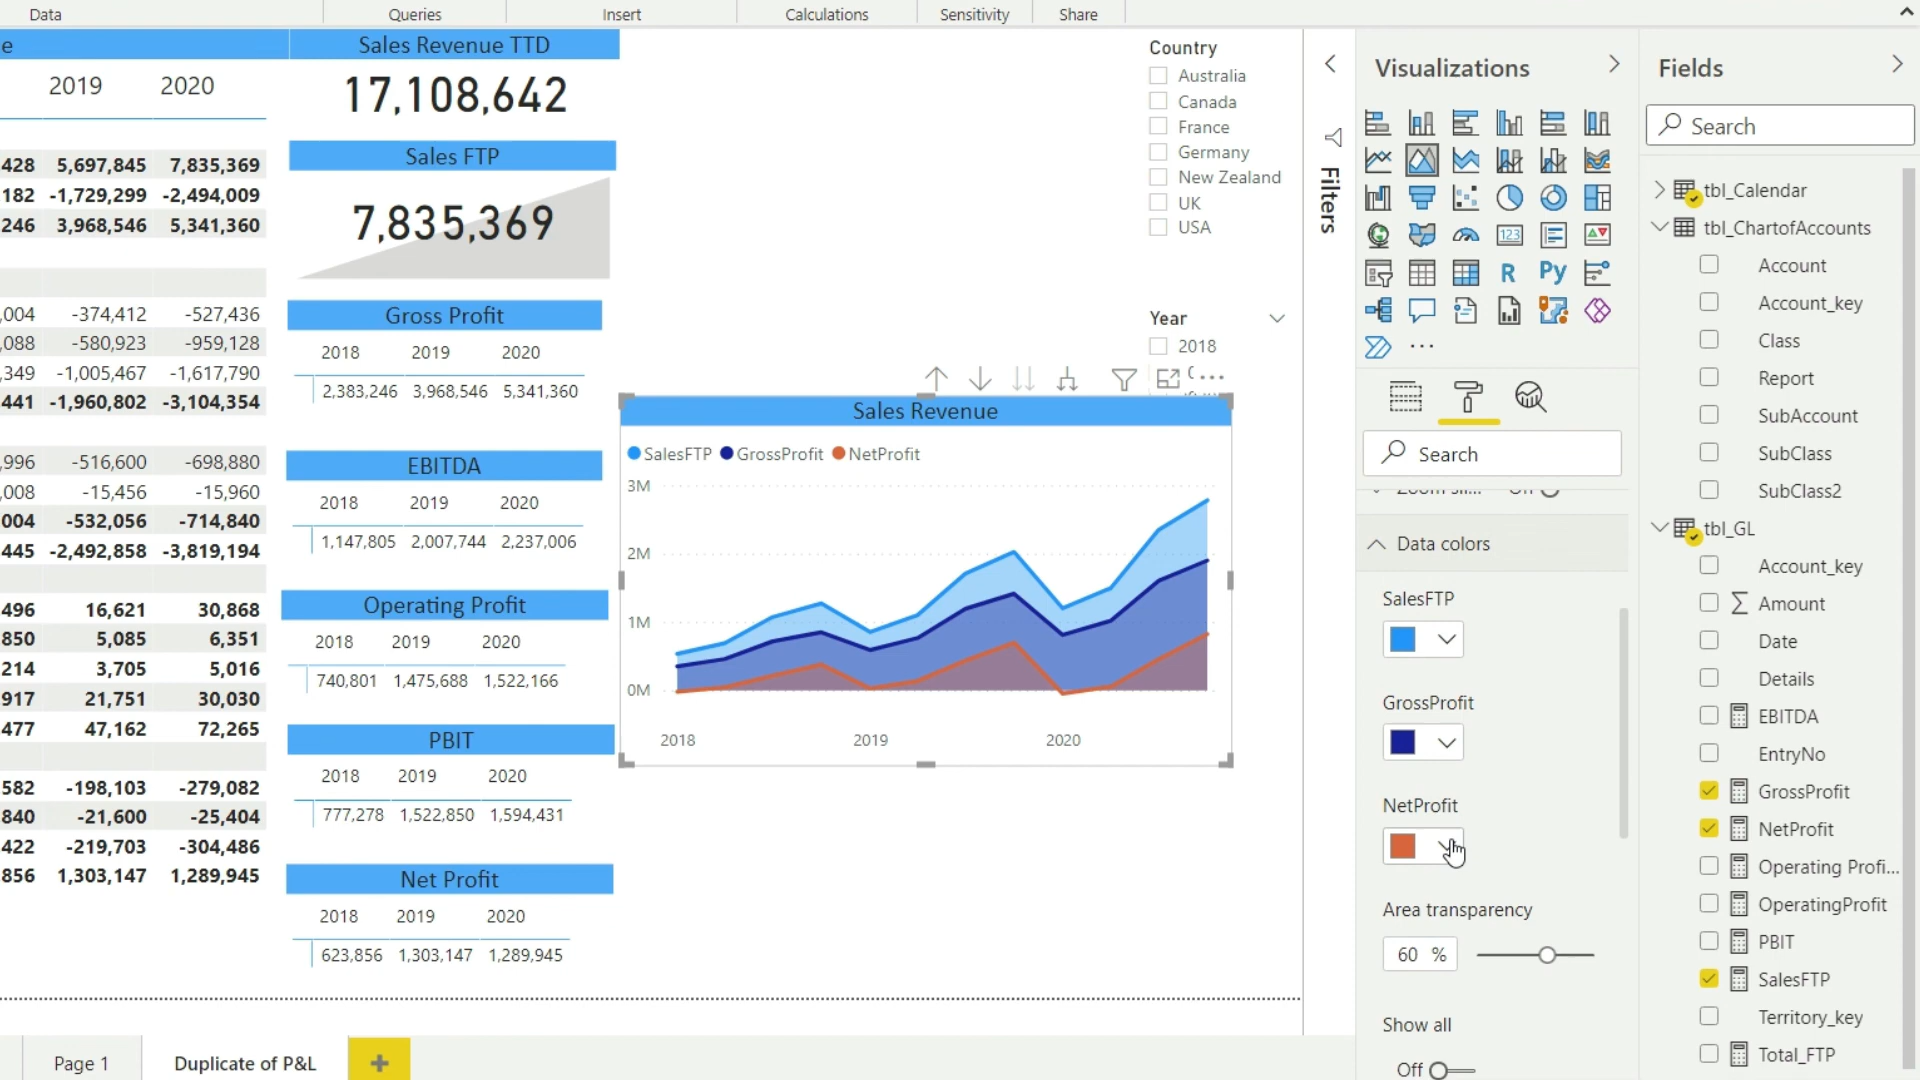 Data
Queries
Insert
Calculations
Sensitivity
Share
e
2019 2020
428 5,697,845 7,835,369
182 -1,729,299 -2,494,009
246 3,968,546 5,341,360
,004 -374,412 -527,436
,088 -580,923 -959,128
,349 -1,005,467 -1,617,790
441 -1,960,802 -3,104,354
,996 -516,600 -698,880
,008 -15,456 -15,960
004 -532,056 -714,840
445 -2,492,858 -3,819,194
496 16,621 30,868
850 5,085 6,351
214 3,705 5,016
917 21,751 30,030
477 47,162 72,265
582 -198,103 -279,082
840 -21,600 -25,404
422 -219,703 -304,486
856 1,303,147 1,289,945
Sales Revenue TTD
17,108,642
Sales FTP
7,835,369
Gross Profit
2018 2019 2020
2,383,246 3,968,546 5,341,360
EBITDA
2018 2019 2020
1,147,805 2,007,744 2,237,006
Operating Profit
2018 2019 2020
740,801 1,475,688 1,522,166
PBIT
2018 2019 2020
777,278 1,522,850 1,594,431
Net Profit
2018 2019 2020
623,856 1,303,147 1,289,945
Country
Australia
Canada
France
Germany
New Zealand
UK
USA
Year
2018
Sales Revenue
SalesFTP GrossProfit NetProfit
3M
2M
1M
0M
2018 2019 2020
Filters
Visualizations
123
R Py
Search
Data colors
SalesFTP
GrossProfit
NetProfit
Area transparency
60 %
Show all
Off
Fields
Search
tbl_Calendar
tbl_ChartofAccounts
Account
Account_key
Class
Report
SubAccount
SubClass
SubClass2
tbl_GL
Account_key
Amount
Date
Details
EBITDA
EntryNo
GrossProfit
NetProfit
Operating Profi...
OperatingProfit
PBIT
SalesFTP
Territory_key
Total_FTP
Page 1
Duplicate of P&L